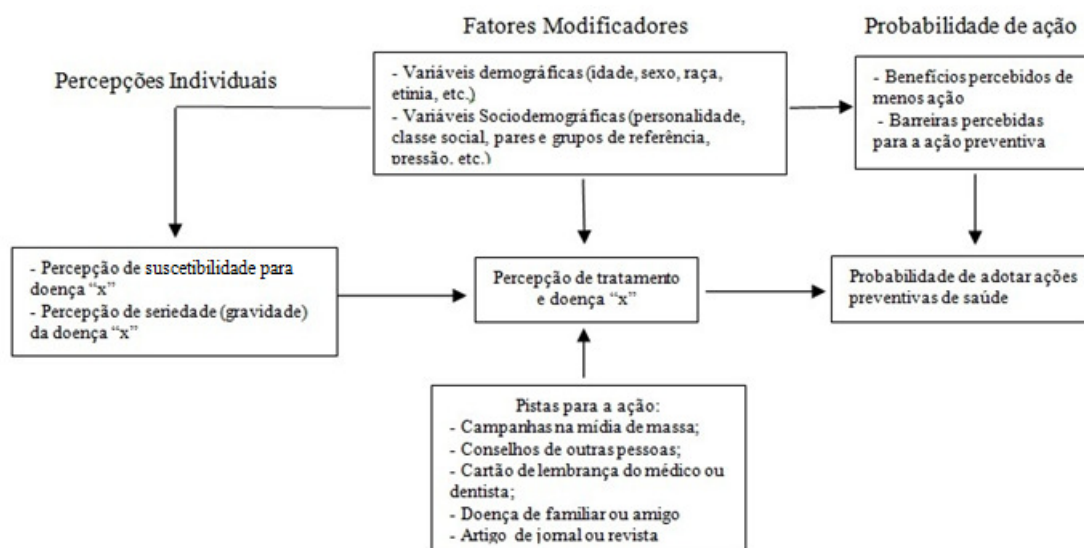 Fatores Modificadores
Probabilidade de ação
Percepções Individuais
- Variáveis demográficas (idade, sexo, raça,
etinia, etc.)
- Variáveis Sociodemográficas (personalidade,
classe social, pares e grupos de referência,
pressão, etc.)
- Benefícios percebidos de
menos ação
- Barreiras percebidas
para a ação preventiva
- Percepção de suscetibilidade para
doença “x”
- Percepção de seriedade (gravidade)
da doença “x”
Percepção de tratamento
e doença “x”
Probabilidade de adotar ações
preventivas de saúde
Pistas para a ação:
- Campanhas na mídia de massa;
- Conselhos de outras pessoas;
- Cartão de lembrança do médico ou
dentista;
- Doença de familiar ou amigo
- Artigo de jornal ou revista